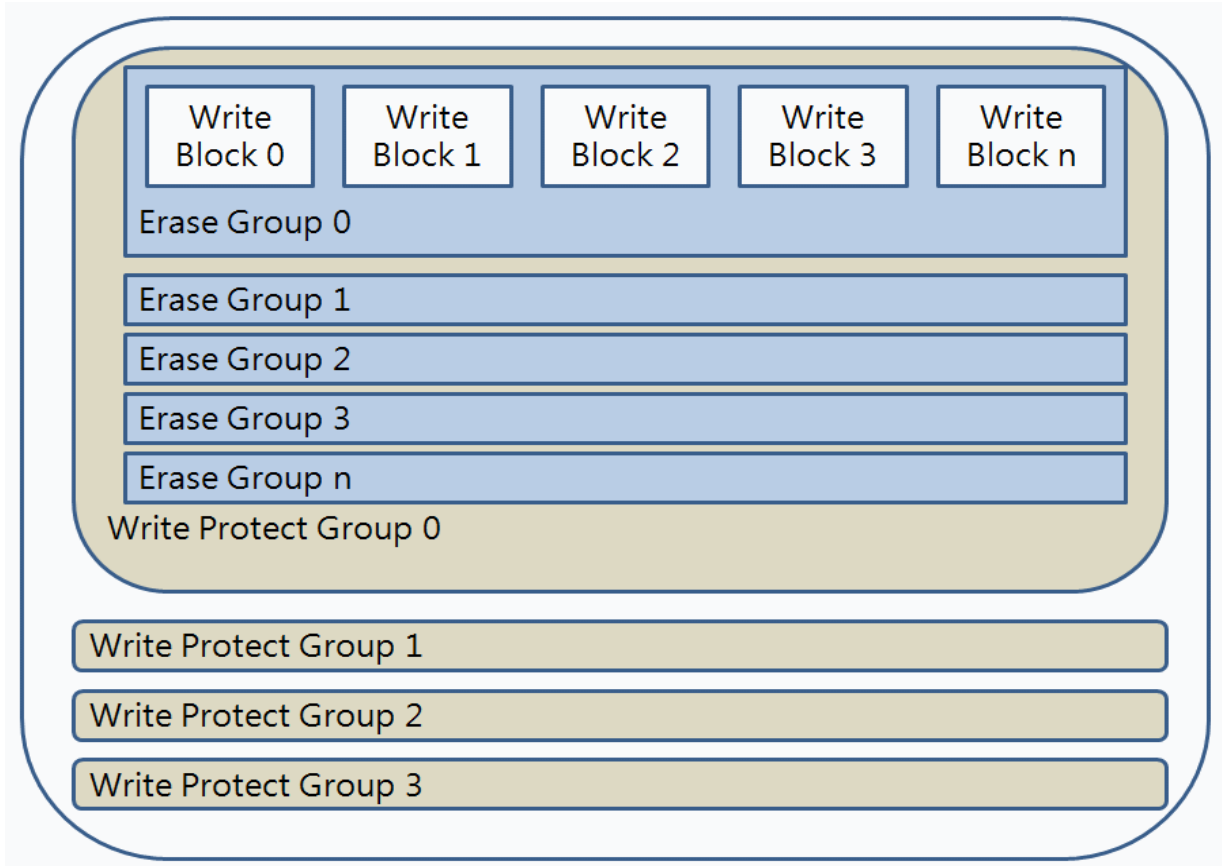 Write
Block 0
Write
Block 1
Write
Block 2
Write
Block 3
Write
Block n
Erase Group 0
Erase Group 1
Erase Group 2
Erase Group 3
Erase Group n
Write Protect Group 0
Write Protect Group 1
Write Protect Group 2
Write Protect Group 3